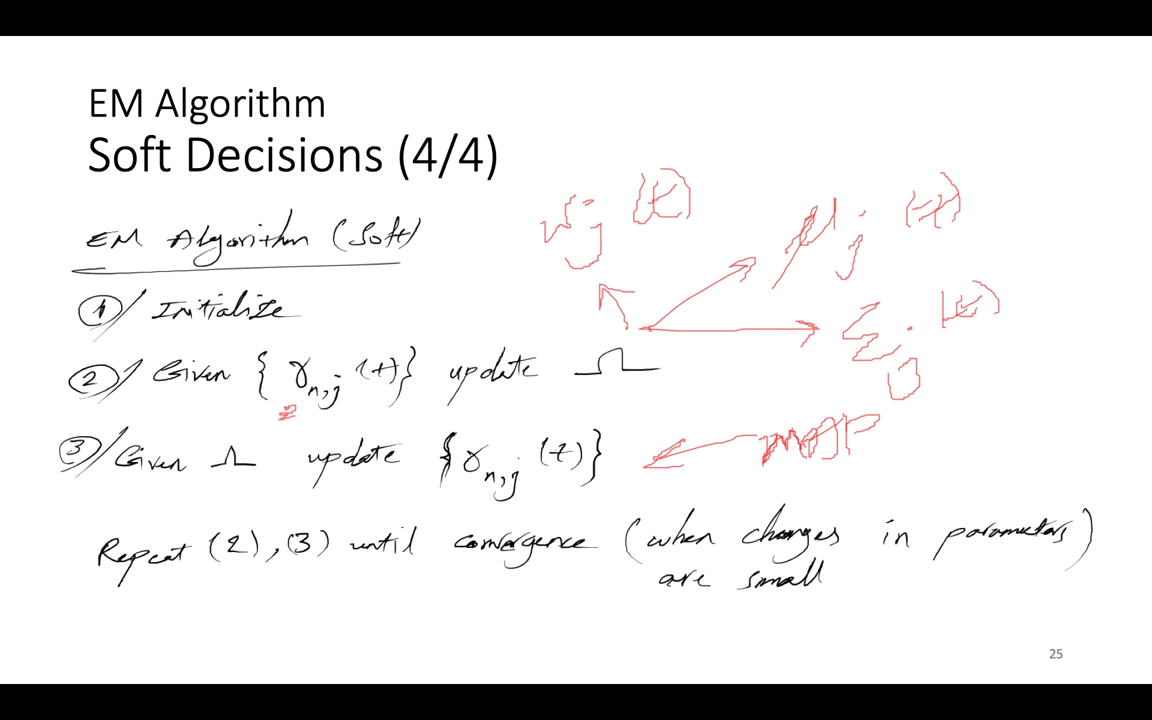 EM Algorithm
Soft Decisions (4/4)
EM Algorithm (Soft)
1/ Initialize
2/ Given { γn,j (t)} update Ω
3/ Given Ω update {γn,j (t)}
Repeat (2), (3) until convergence (when changes in parameters)
are small
πj (t)
μj (t)
Σj (t)
MAP
25